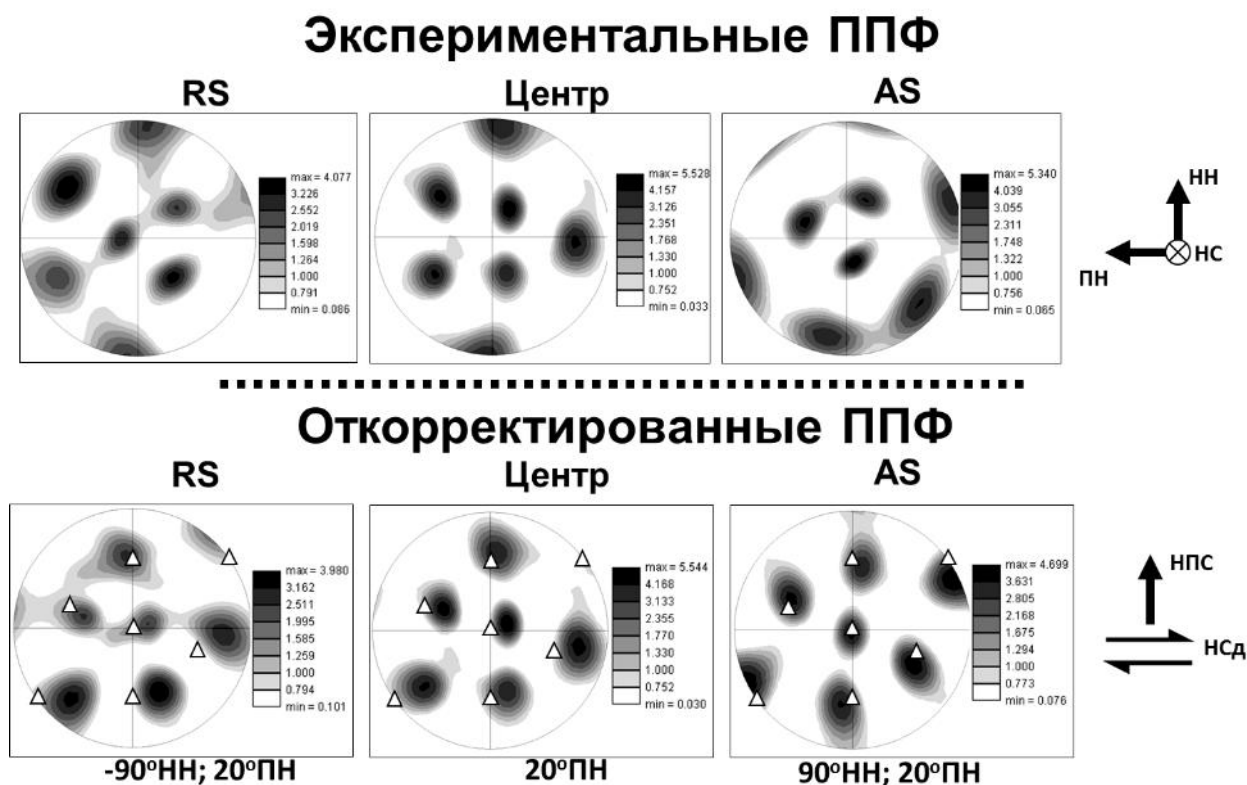 Экспериментальные ППФ
RS
Центр
AS
max = 4.077
3.226
2.552
2.019
1.598
1.264
1.000
0.791
min = 0.086
max = 5.528
4.157
3.126
2.351
1.768
1.330
1.000
0.752
min = 0.033
max = 5.340
4.039
3.055
2.311
1.748
1.322
1.000
0.756
min = 0.065
НН
НС
ПН
Откорректированные ППФ
RS
Центр
AS
max = 3.980
3.162
2.511
1.995
1.585
1.259
1.000
0.794
min = 0.101
max = 5.544
4.168
3.133
2.355
1.770
1.330
1.000
0.752
min = 0.030
max = 4.699
3.631
2.805
2.168
1.675
1.294
1.000
0.773
min = 0.076
НПС
НСд
-90°НН; 20°ПН
20°ПН
90°НН; 20°ПН